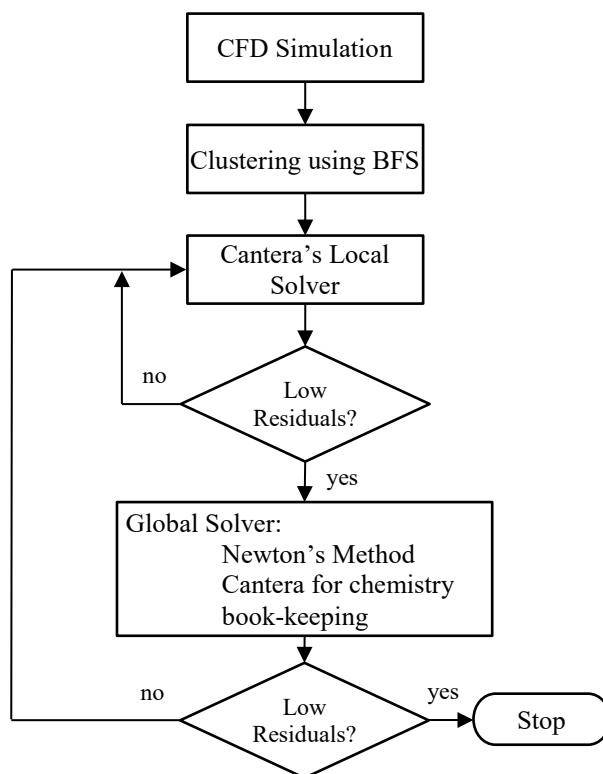 CFD Simulation
Clustering using BFS
Cantera’s Local
Solver
no
Low
Residuals?
yes
Global Solver:
Newton’s Method
Cantera for chemistry
book-keeping
no
Low
Residuals?
yes
Stop